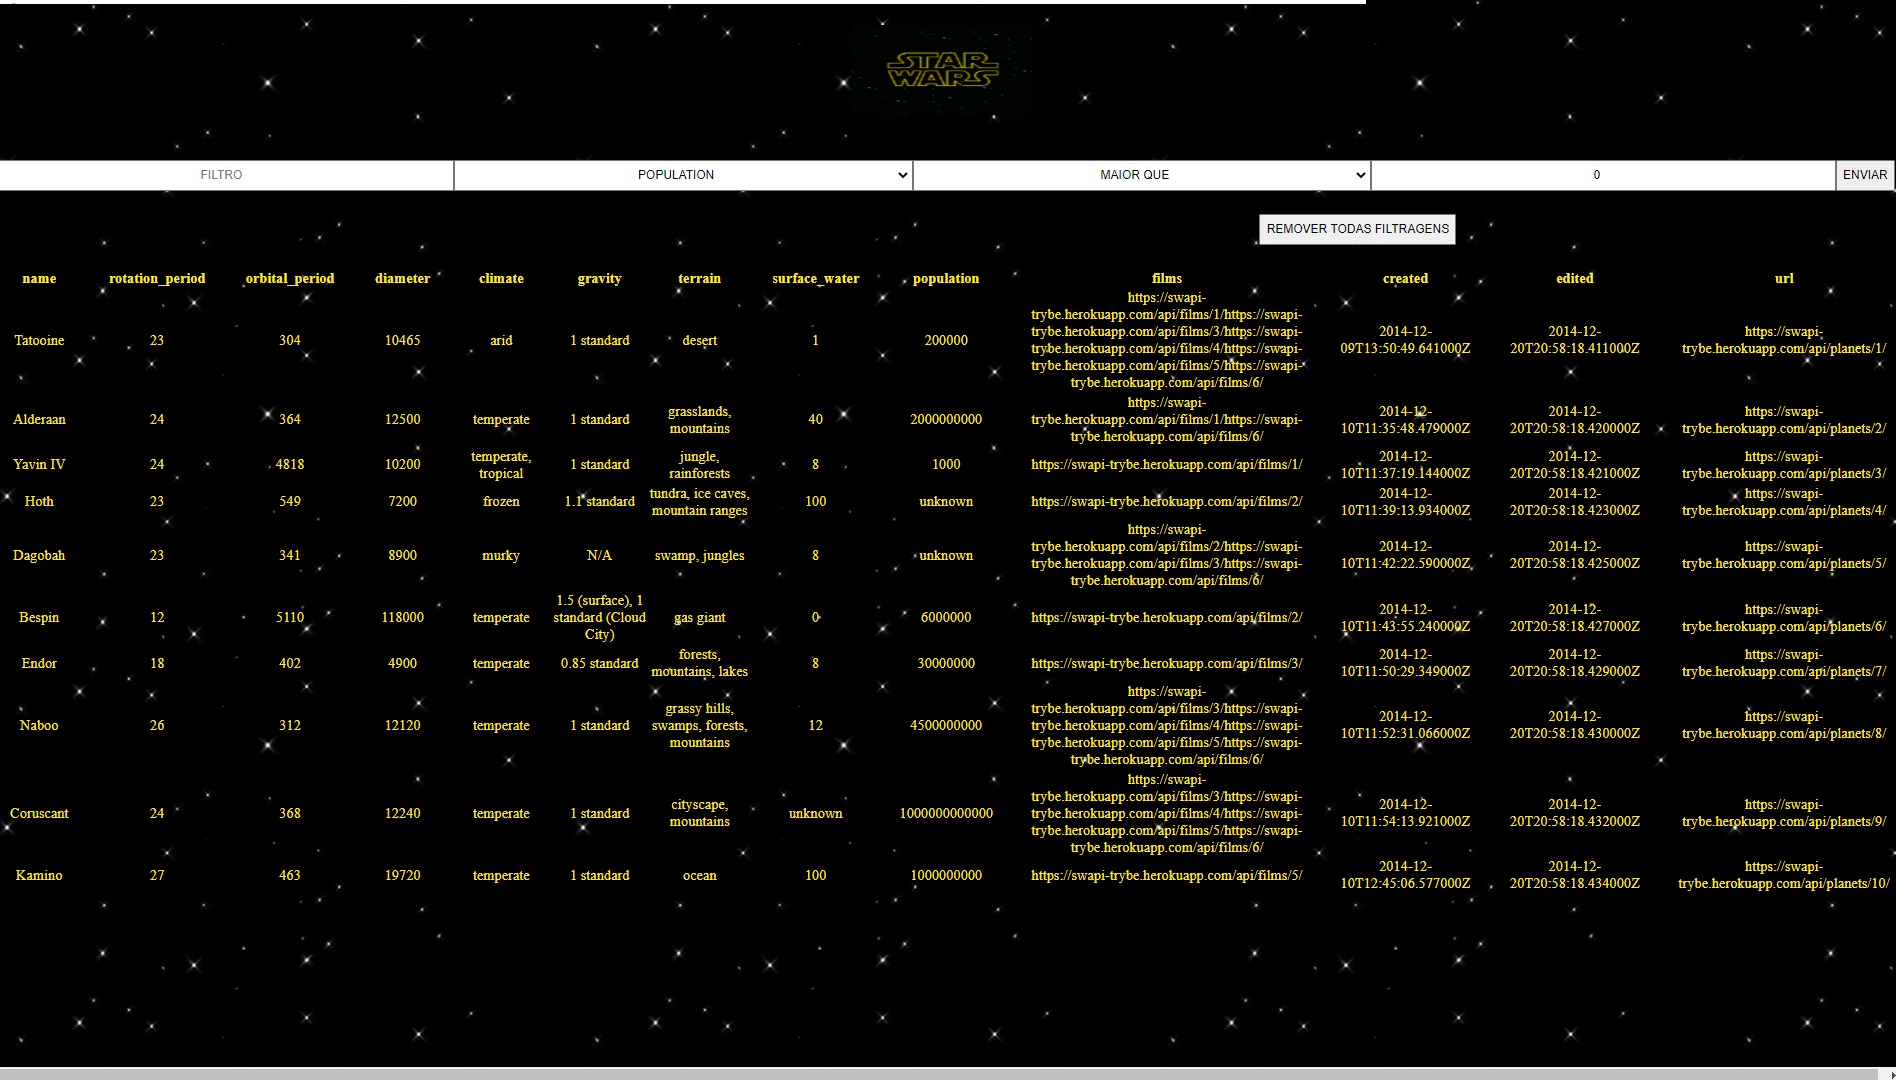 STAR
WARS
FILTRO POPULATION MAIOR QUE 0 ENVIAR
REMOVER TODAS FILTRAGENS
name rotation_period orbital_period diameter climate gravity terrain surface_water population films created edited url
Tatooine 23 304 10465 arid 1 standard desert 1 200000
https://swapi-
trybe.herokuapp.com/api/films/1/https://swapi-
trybe.herokuapp.com/api/films/3/https://swapi-
trybe.herokuapp.com/api/films/4/https://swapi-
trybe.herokuapp.com/api/films/5/https://swapi-
trybe.herokuapp.com/api/films/6/
2014-12-
09T13:50:49.641000Z
2014-12-
20T20:58:18.411000Z
https://swapi-
trybe.herokuapp.com/api/planets/1/
Alderaan 24 364 12500 temperate 1 standard
grasslands,
mountains
40 2000000000
https://swapi-
trybe.herokuapp.com/api/films/1/https://swapi-
trybe.herokuapp.com/api/films/6/
2014-12-
10T11:35:48.479000Z
2014-12-
20T20:58:18.420000Z
https://swapi-
trybe.herokuapp.com/api/planets/2/
Yavin IV 24 4818 10200
temperate,
tropical
1 standard
jungle,
rainforests
8 1000 https://swapi-trybe.herokuapp.com/api/films/1/
2014-12-
10T11:37:19.144000Z
2014-12-
20T20:58:18.421000Z
https://swapi-
trybe.herokuapp.com/api/planets/3/
Hoth 23 549 7200 frozen 1.1 standard
tundra, ice caves,
mountain ranges
100 unknown https://swapi-trybe.herokuapp.com/api/films/2/
2014-12-
10T11:39:13.934000Z
2014-12-
20T20:58:18.423000Z
https://swapi-
trybe.herokuapp.com/api/planets/4/
Dagobah 23 341 8900 murky N/A swamp, jungles 8 unknown
https://swapi-
trybe.herokuapp.com/api/films/2/https://swapi-
trybe.herokuapp.com/api/films/3/https://swapi-
trybe.herokuapp.com/api/films/6/
2014-12-
10T11:42:22.590000Z
2014-12-
20T20:58:18.425000Z
https://swapi-
trybe.herokuapp.com/api/planets/5/
Bespin 12 5110 118000 temperate
1.5 (surface), 1
standard (Cloud
City)
gas giant 0 6000000 https://swapi-trybe.herokuapp.com/api/films/2/
2014-12-
10T11:43:55.240000Z
2014-12-
20T20:58:18.427000Z
https://swapi-
trybe.herokuapp.com/api/planets/6/
Endor 18 402 4900 temperate 0.85 standard
forests,
mountains, lakes
8 30000000 https://swapi-trybe.herokuapp.com/api/films/3/
2014-12-
10T11:50:29.349000Z
2014-12-
20T20:58:18.429000Z
https://swapi-
trybe.herokuapp.com/api/planets/7/
Naboo 26 312 12120 temperate 1 standard
grassy hills,
swamps, forests,
mountains
12 4500000000
https://swapi-
trybe.herokuapp.com/api/films/3/https://swapi-
trybe.herokuapp.com/api/films/4/https://swapi-
trybe.herokuapp.com/api/films/5/https://swapi-
trybe.herokuapp.com/api/films/6/
2014-12-
10T11:52:31.066000Z
2014-12-
20T20:58:18.430000Z
https://swapi-
trybe.herokuapp.com/api/planets/8/
Coruscant 24 368 12240 temperate 1 standard
cityscape,
mountains
unknown 1000000000000
https://swapi-
trybe.herokuapp.com/api/films/3/https://swapi-
trybe.herokuapp.com/api/films/4/https://swapi-
trybe.herokuapp.com/api/films/5/https://swapi-
trybe.herokuapp.com/api/films/6/
2014-12-
10T11:54:13.921000Z
2014-12-
20T20:58:18.432000Z
https://swapi-
trybe.herokuapp.com/api/planets/9/
Kamino 27 463 19720 temperate 1 standard ocean 100 1000000000 https://swapi-trybe.herokuapp.com/api/films/5/
2014-12-
10T12:45:06.577000Z
2014-12-
20T20:58:18.434000Z
https://swapi-
trybe.herokuapp.com/api/planets/10/